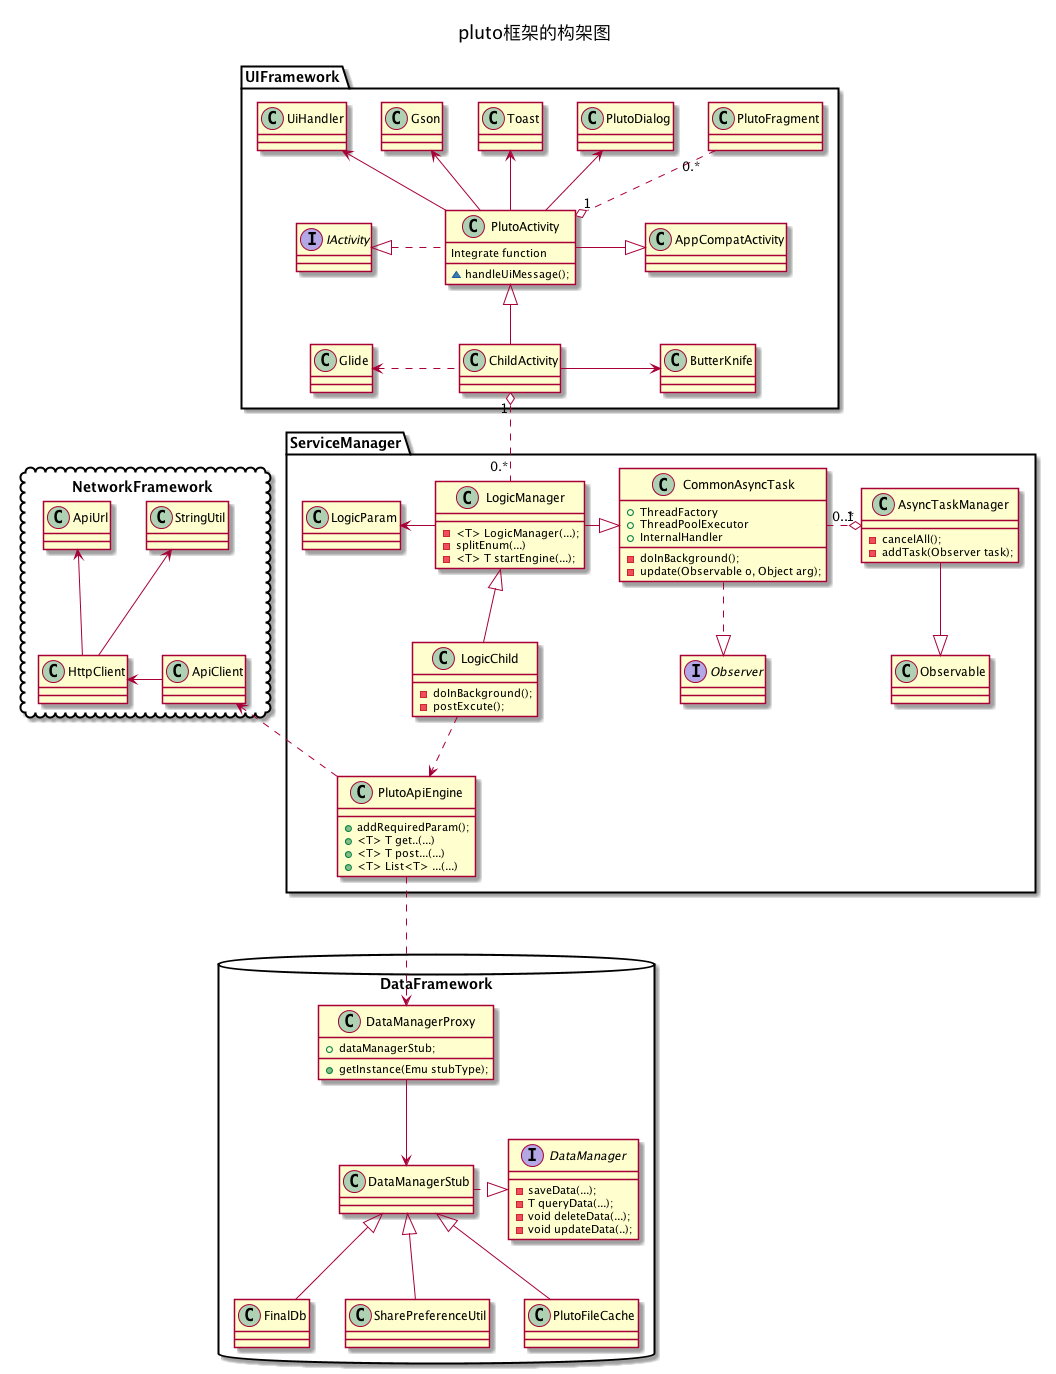 pluto框架的构架图
UIFramework
C UiHandler
C Gson
C Toast
C PlutoDialog
C PlutoFragment
0.*
1
I IActivity
C PlutoActivity
Integrate function
handleUiMessage();
C AppCompatActivity
C Glide
C ChildActivity
C ButterKnife
1
0.*
ServiceManager
C LogicParam
C LogicManager
<T> LogicManager(...);
splitEnum(...)
<T> T startEngine(...);
C CommonAsyncTask
ThreadFactory
ThreadPoolExecutor
InternalHandler
doInBackground();
update(Observable o, Object arg);
0..*
1
C AsyncTaskManager
cancelAll();
addTask(Observer task);
NetworkFramework
C ApiUrl
C StringUtil
C HttpClient
C ApiClient
C LogicChild
doInBackground();
postExcute();
I Observer
C Observable
C PlutoApiEngine
addRequiredParam();
<T> T get..(...)
<T> T post...(...)
<T> List<T> ...(...)
DataFramework
C DataManagerProxy
dataManagerStub;
getInstance(Emu stubType);
C DataManagerStub
I DataManager
saveData(...);
T queryData(...);
void deleteData(...);
void updateData(..);
C FinalDb
C SharePreferenceUtil
C PlutoFileCache